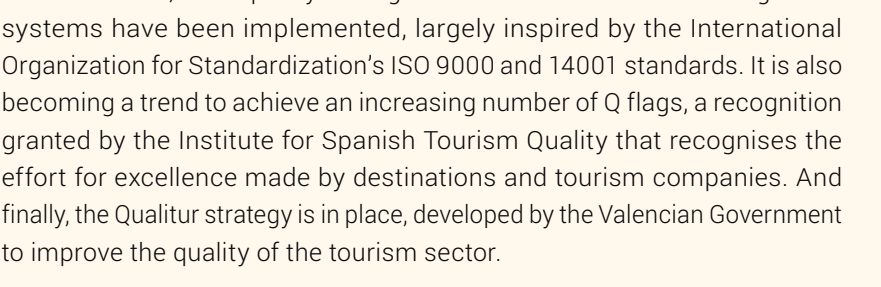 systems have been implemented, largely inspired by the International
Organization for Standardization’s ISO 9000 and 14001 standards. It is also
becoming a trend to achieve an increasing number of Q flags, a recognition
granted by the Institute for Spanish Tourism Quality that recognises the
effort for excellence made by destinations and tourism companies. And
finally, the Qualitur strategy is in place, developed by the Valencian Government
to improve the quality of the tourism sector.